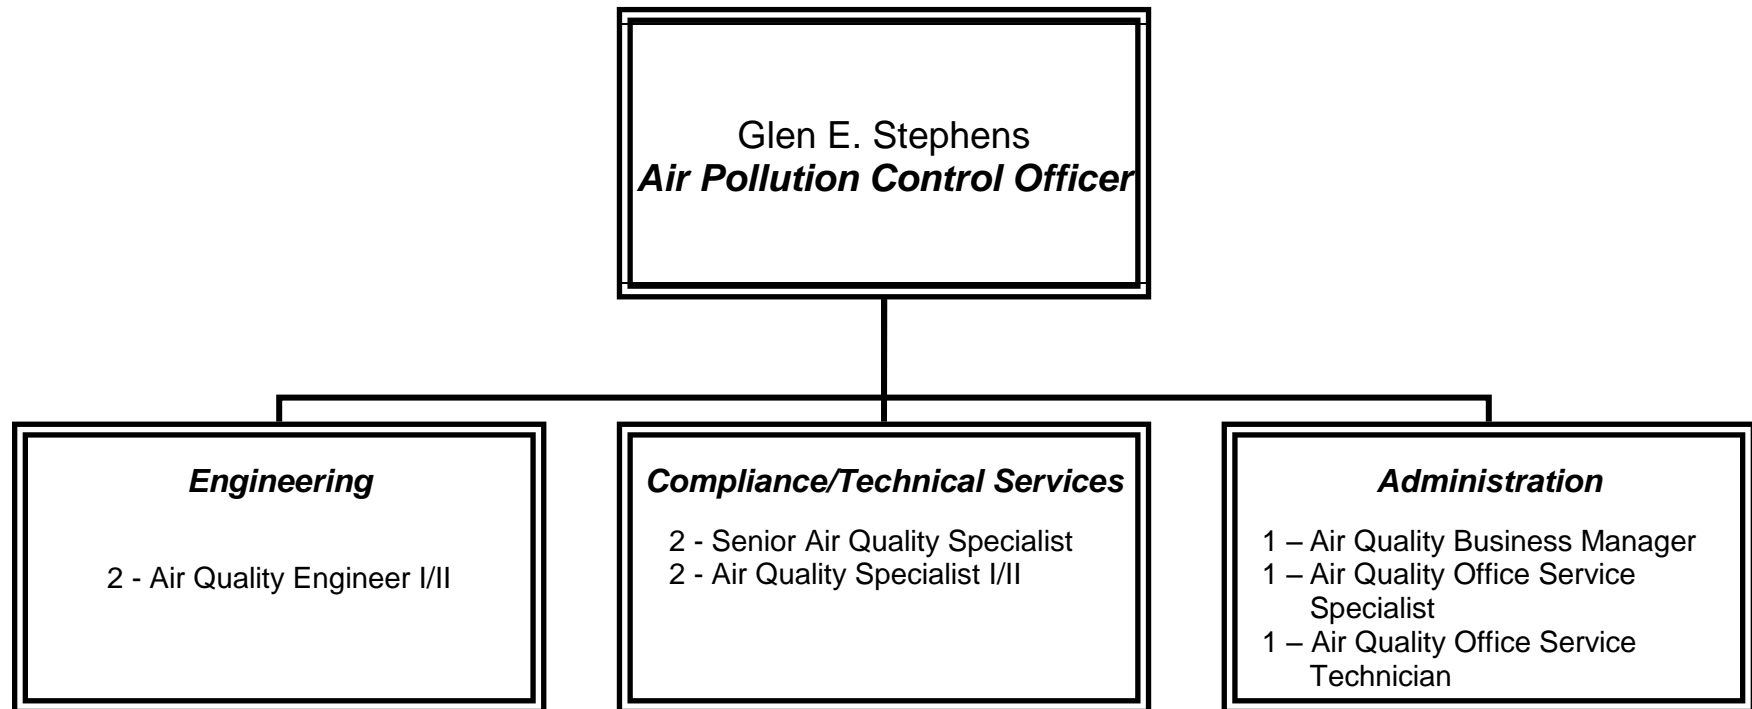 Glen E. Stephens
Air Pollution Control Officer
Engineering
2 - Air Quality Engineer I/II
Compliance/Technical Services
2 - Senior Air Quality Specialist
2 - Air Quality Specialist I/II
Administration
1 – Air Quality Business Manager
1 – Air Quality Office Service
Specialist
1 – Air Quality Office Service
Technician